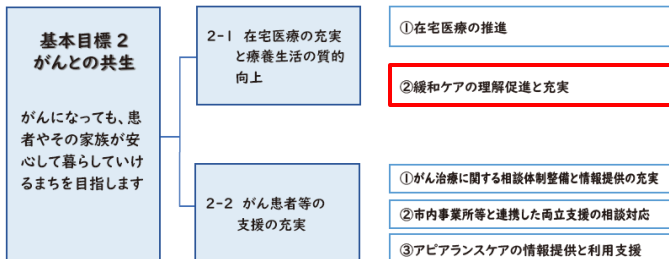 基本目標2
がんとの共生
がんになっても、患
者やその家族が安
心して暮らしていけ
るまちを目指します
2-1 在宅医療の充実
と療養生活の質的
向上
①在宅医療の推進
②緩和ケアの理解促進と充実
2-2 がん患者等の
支援の充実
①がん治療に関する相談体制整備と情報提供の充実
②市内事業所等と連携した両立支援の相談対応
③アピアランスケアの情報提供と利用支援